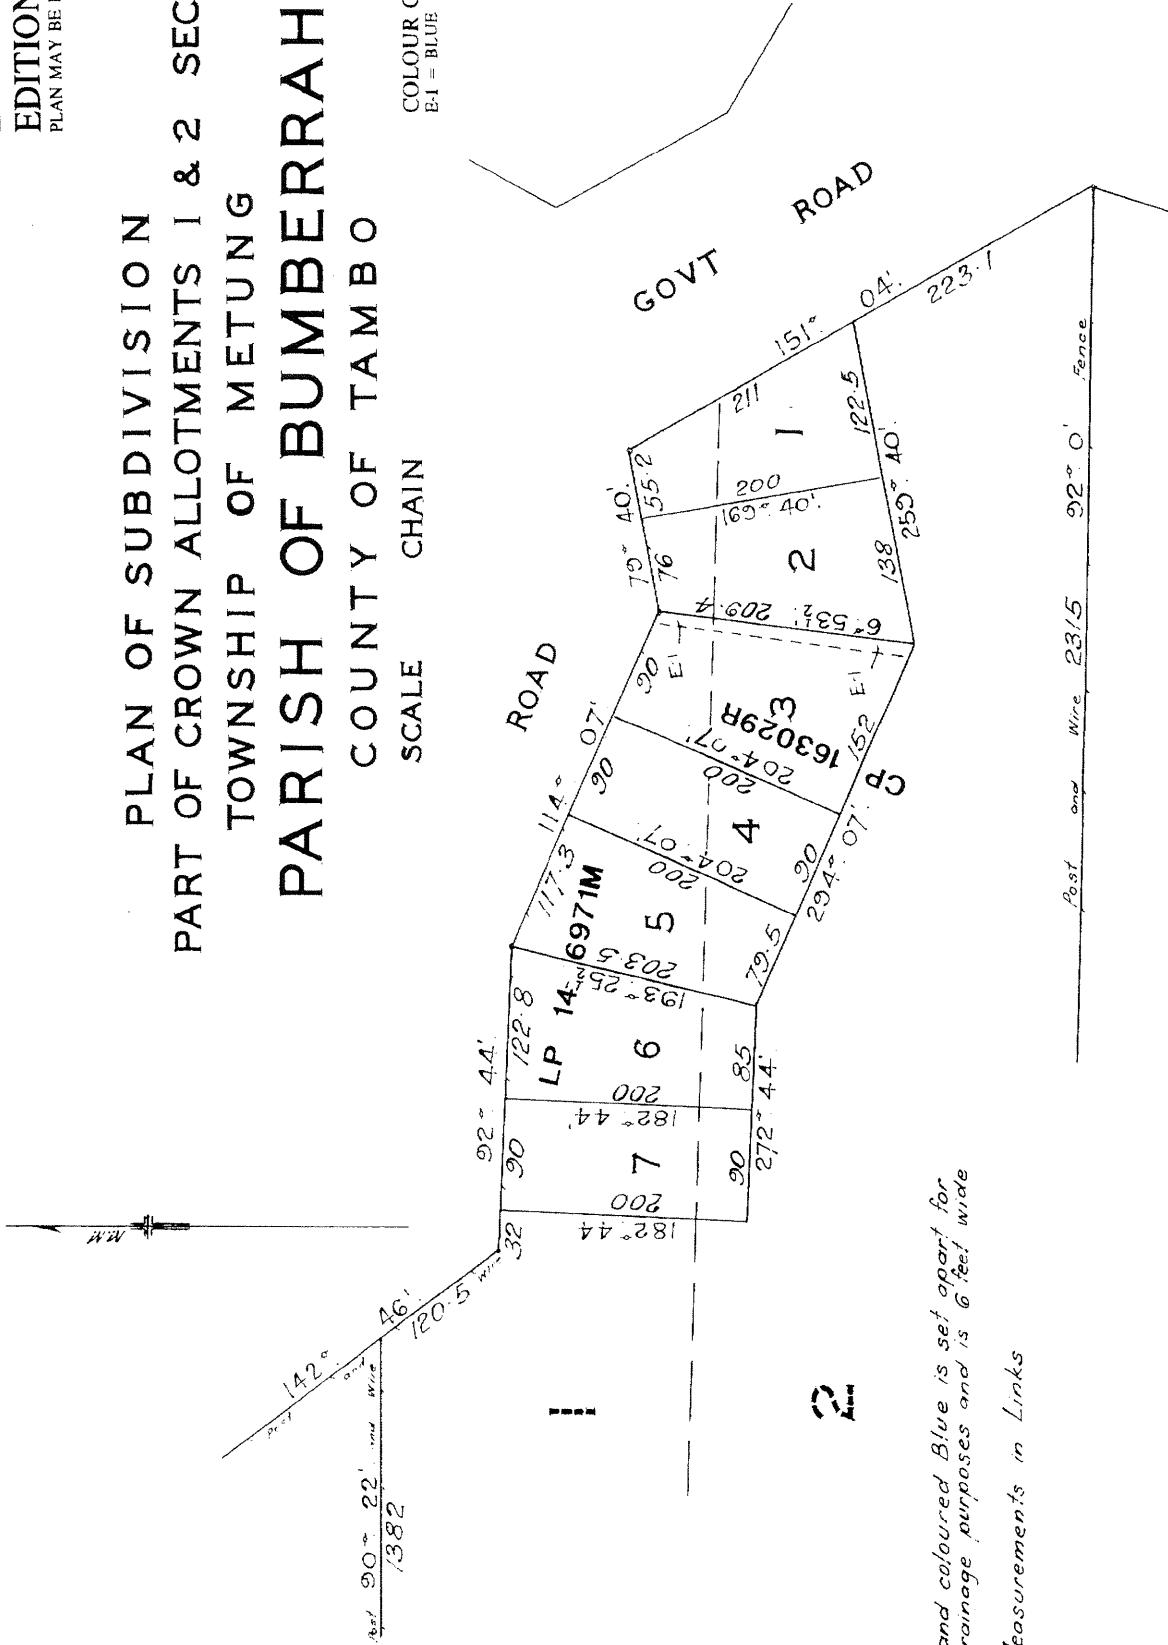 EDITION
PLAN MAY BE
PLAN OF SUBDIVISION
PART OF CROWN ALLOTMENTS 1 & 2 SEC
TOWNSHIP OF METUNG
PARISH OF BUMBERRAH
COUNTY OF TAMBO
SCALE CHAIN
COLOUR
E-1 = BLUE
M.M.
GOVT ROAD
ROAD
142° 46'
Post and Wire
120.5
Post 90° 22' and Wire
1382
32
92° 44'
90
122.8
117.3
114° 07'
90
90
79° 40'
76
55.2
211
151° 04'
223.1
182° 44
200
7
182° 44'
200
6
LP 14
6971M
193° 25½'
203.5
5
204° 07'
200
4
204° 07'
200
3
163029R
CP
E-1
E-1
6° 53½'
209.4
2
169° 40'
200
1
90
85
272° 44'
79.5
90
294° 07'
152
138
259° 40'
122.5
Post and Wire 2315 92° 0' Fence
1
2
and coloured Blue is set apart for
rainage purposes and is 6 feet wide
easurements in Links